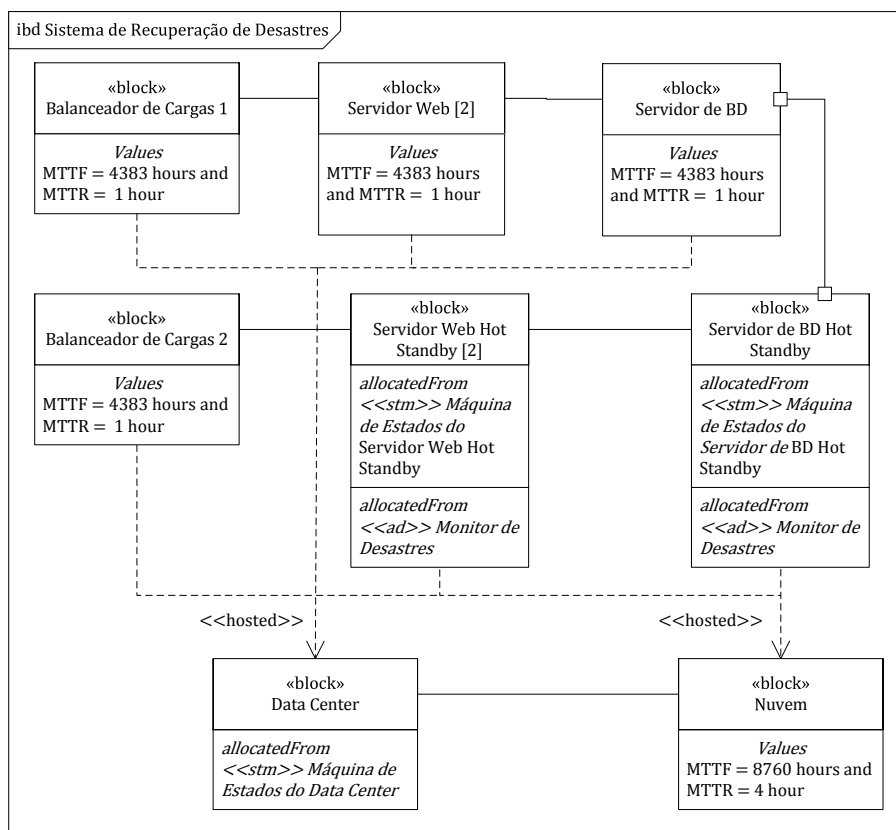 ibd Sistema de Recuperação de Desastres
«block»
Balanceador de Cargas 1
Values
MTTF = 4383 hours and
MTTR = 1 hour
«block»
Servidor Web [2]
Values
MTTF = 4383 hours
and MTTR = 1 hour
«block»
Servidor de BD
Values
MTTF = 4383 hours
and MTTR = 1 hour
«block»
Balanceador de Cargas 2
Values
MTTF = 4383 hours and
MTTR = 1 hour
«block»
Servidor Web Hot
Standby [2]
allocatedFrom
<<stm>> Máquina
de Estados do
Servidor Web Hot
Standby
allocatedFrom
<<ad>> Monitor de
Desastres
«block»
Servidor de BD Hot
Standby
allocatedFrom
<<stm>> Máquina
de Estados do
Servidor de BD Hot
Standby
allocatedFrom
<<ad>> Monitor de
Desastres
<<hosted>>
<<hosted>>
«block»
Data Center
allocatedFrom
<<stm>> Máquina de
Estados do Data Center
«block»
Nuvem
Values
MTTF = 8760 hours and
MTTR = 4 hour